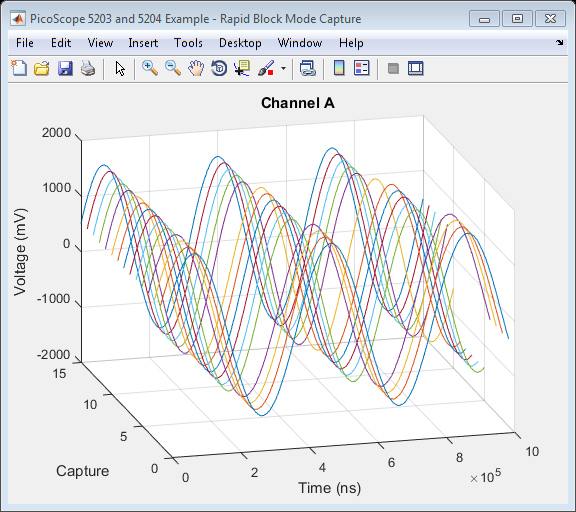 PicoScope 5203 and 5204 Example - Rapid Block Mode Capture
File Edit View Insert Tools Desktop Window Help
Channel A
2000
1000
0
-1000
-2000
Voltage (mV)
15
10
5
0
Capture
0 2 4 6 8 10
×10^5
Time (ns)